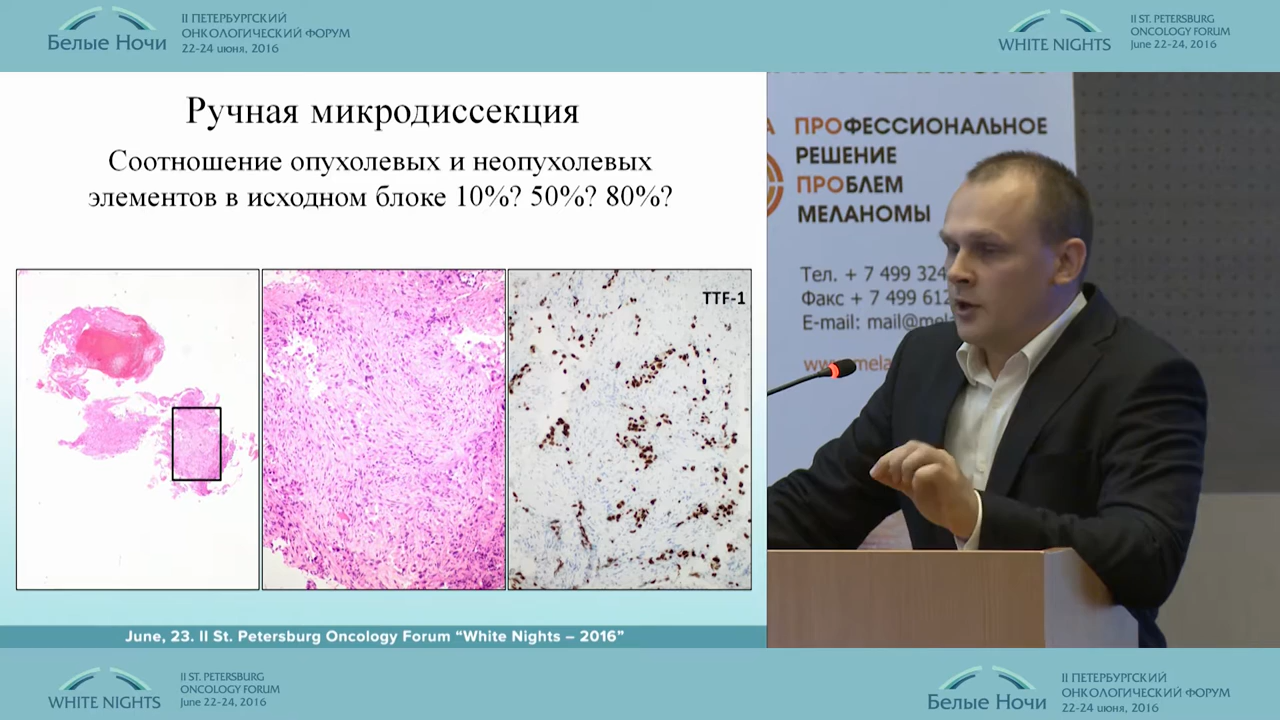 Белые Ночи
II ПЕТЕРБУРГСКИЙ
ОНКОЛОГИЧЕСКИЙ ФОРУМ
22-24 июня, 2016
WHITE NIGHTS
II ST. PETERSBURG
ONCOLOGY FORUM
June 22-24, 2016
Ручная микродиссекция
Соотношение опухолевых и неопухолевых
элементов в исходном блоке 10%? 50%? 80%?
TTF-1
ПРОФЕССИОНАЛЬНОЕ
РЕШЕНИЕ
ПРОБЛЕМ
МЕЛАНОМЫ
Тел. + 7 499 324
Факс + 7 499 612
E-mail: mail@mela
www.mela
June, 23. II St. Petersburg Oncology Forum “White Nights – 2016”
WHITE NIGHTS
II ST. PETERSBURG
ONCOLOGY FORUM
June 22-24, 2016
Белые Ночи
II ПЕТЕРБУРГСКИЙ
ОНКОЛОГИЧЕСКИЙ ФОРУМ
22-24 июня, 2016